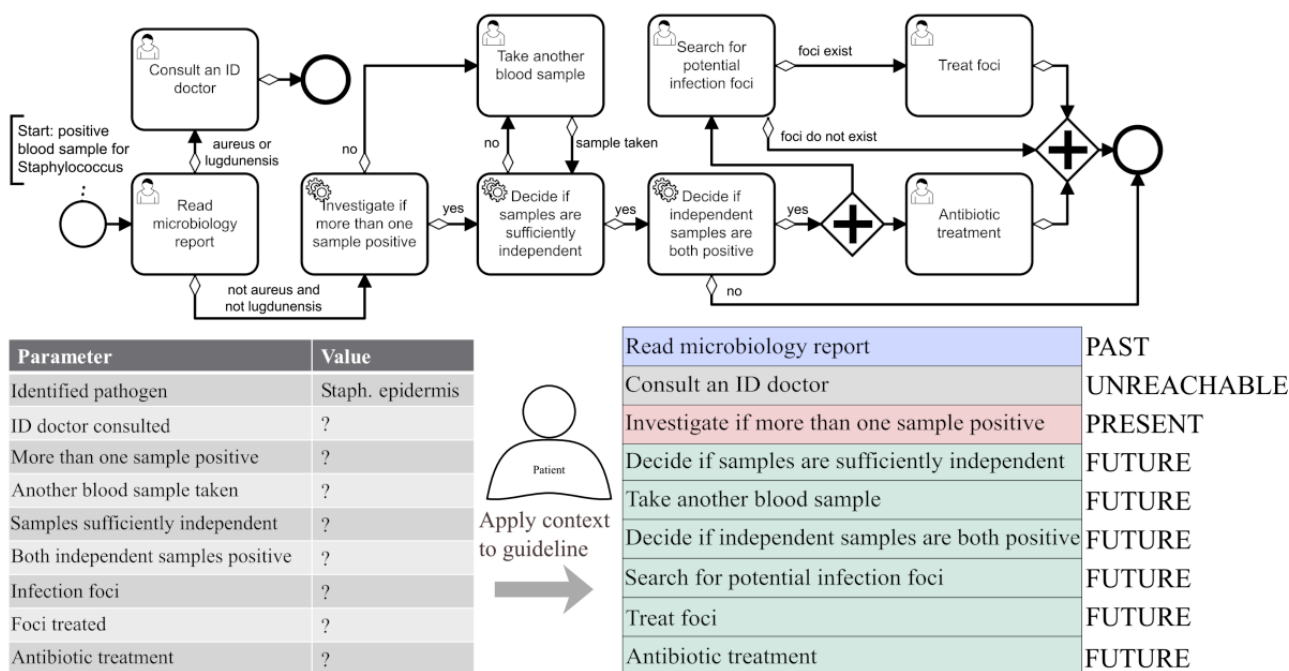 Start: positive
blood sample for
Staphylococcus
Consult an ID
doctor
aureus or
lugdunensis
Read
microbiology
report
not aureus and
not lugdunensis
Investigate if
more than one
sample positive
no
yes
Take another
blood sample
no
sample taken
Decide if
samples are
sufficiently
independent
yes
Decide if
independent
samples are
both positive
yes
no
Search for
potential
infection foci
foci exist
foci do not exist
Treat foci
Antibiotic
treatment
Parameter Value
Identified pathogen Staph. epidermis
ID doctor consulted ?
More than one sample positive ?
Another blood sample taken ?
Samples sufficiently independent ?
Both independent samples positive ?
Infection foci ?
Foci treated ?
Antibiotic treatment ?
Patient
Apply context
to guideline
Read microbiology report PAST
Consult an ID doctor UNREACHABLE
Investigate if more than one sample positive PRESENT
Decide if samples are sufficiently independent FUTURE
Take another blood sample FUTURE
Decide if independent samples are both positive FUTURE
Search for potential infection foci FUTURE
Treat foci FUTURE
Antibiotic treatment FUTURE